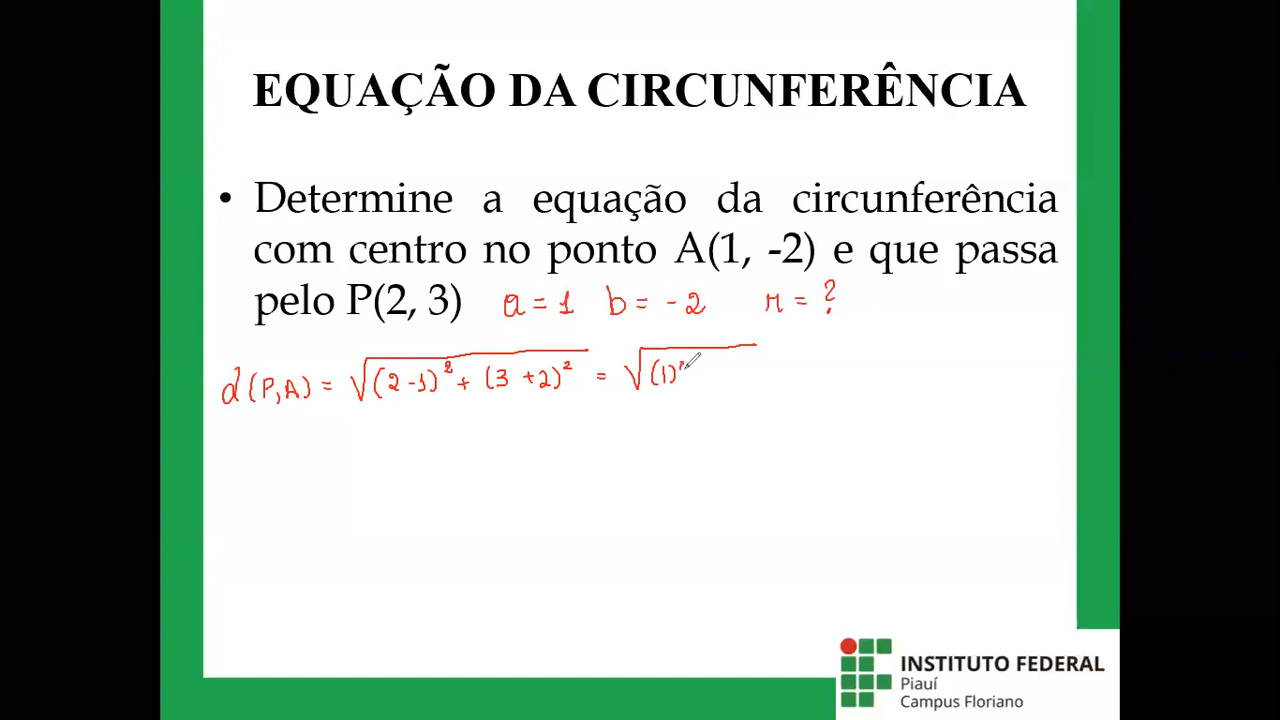 EQUAÇÃO DA CIRCUNFERÊNCIA
• Determine a equação da circunferência
com centro no ponto A(1, -2) e que passa
pelo P(2, 3) a = 1 b = - 2 r = ?
d(P,A) = √(2-1)² + (3 +2)² = √(1)²
INSTITUTO FEDERAL
Piauí
Campus Floriano